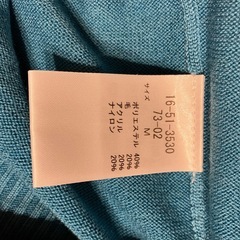 16-51-3530
73-02
サイズ M
ポリエステル 40%
毛 20%
アクリル 20%
ナイロン 20%